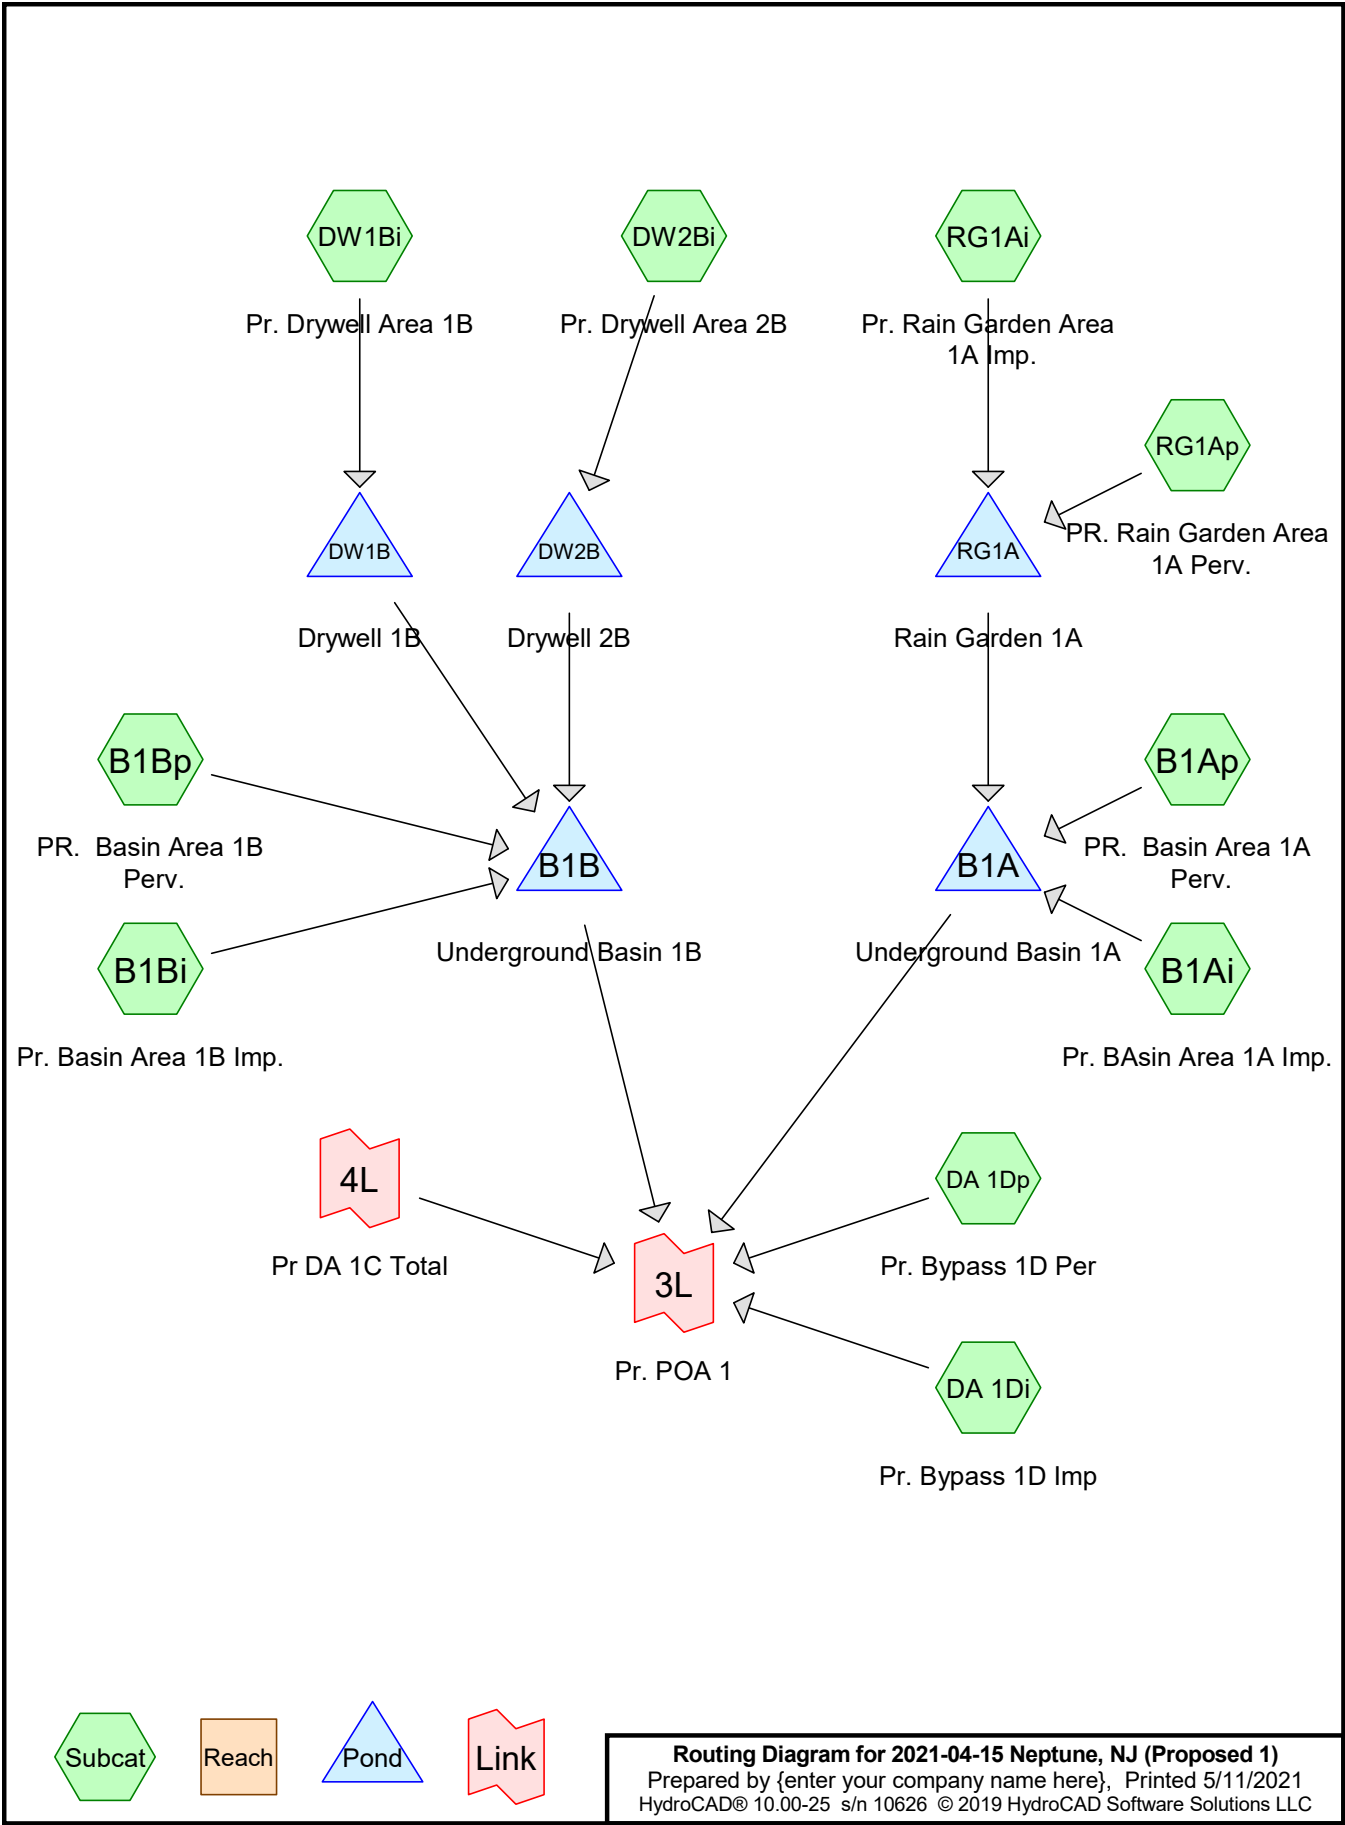 DW1Bi
DW2Bi
RG1Ai
Pr. Drywell Area 1B
Pr. Drywell Area 2B
Pr. Rain Garden Area
1A Imp.
RG1Ap
PR. Rain Garden Area
1A Perv.
DW1B
DW2B
RG1A
Drywell 1B
Drywell 2B
Rain Garden 1A
B1Bp
B1Ap
PR.  Basin Area 1B
Perv.
PR.  Basin Area 1A
Perv.
B1B
B1A
Underground Basin 1B
Underground Basin 1A
B1Bi
B1Ai
Pr. Basin Area 1B Imp.
Pr. BAsin Area 1A Imp.
4L
DA 1Dp
Pr DA 1C Total
Pr. Bypass 1D Per
3L
Pr. POA 1
DA 1Di
Pr. Bypass 1D Imp
Subcat
Reach
Pond
Link
Routing Diagram for 2021-04-15 Neptune, NJ (Proposed 1)
Prepared by {enter your company name here},  Printed 5/11/2021
HydroCAD® 10.00-25  s/n 10626  © 2019 HydroCAD Software Solutions LLC